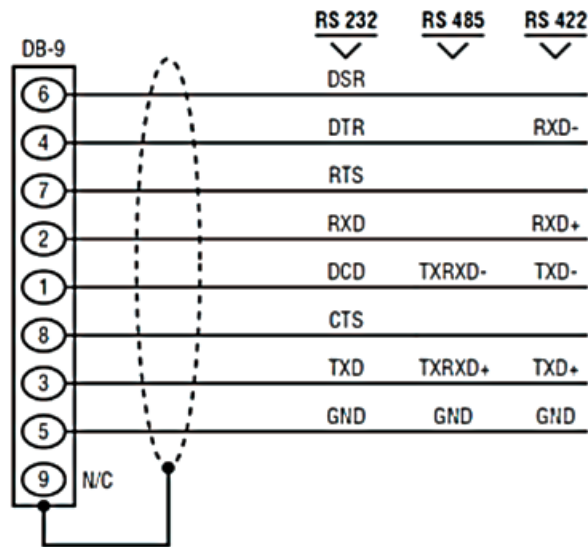 RS 232 RS 485 RS 422
DB-9
6 DSR
4 DTR RXD-
7 RTS
2 RXD RXD+
1 DCD TXRXD- TXD-
8 CTS
3 TXD TXRXD+ TXD+
5 GND GND GND
9 N/C